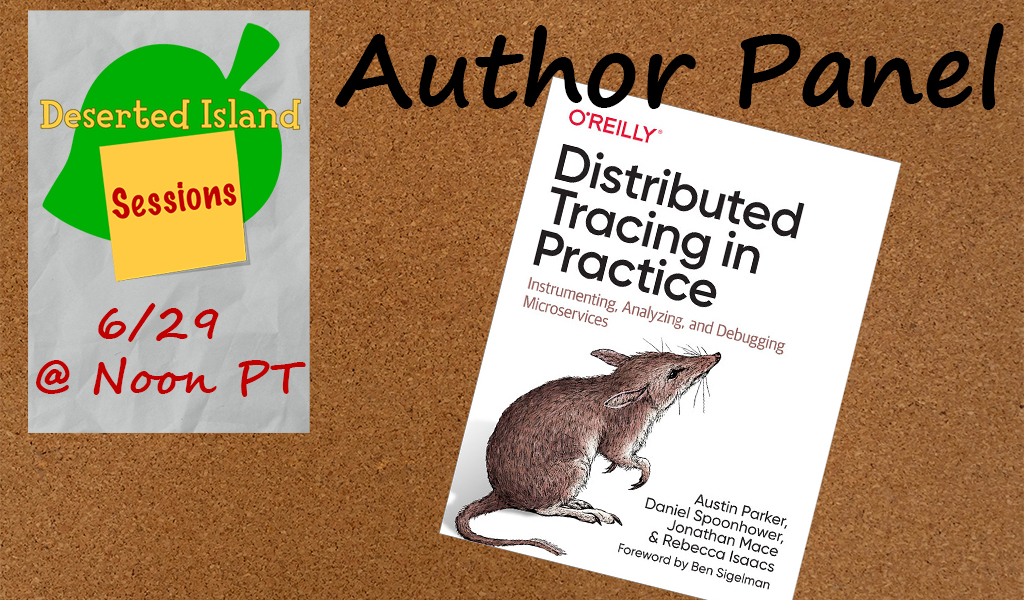 Author Panel
Deserted Island
Sessions
6/29
@ Noon PT
O'REILLY®
Distributed
Tracing in
Practice
Instrumenting, Analyzing, and Debugging
Microservices
Austin Parker,
Daniel Spoonhower,
Jonathan Mace
& Rebecca Isaacs
Foreword by Ben Sigelman